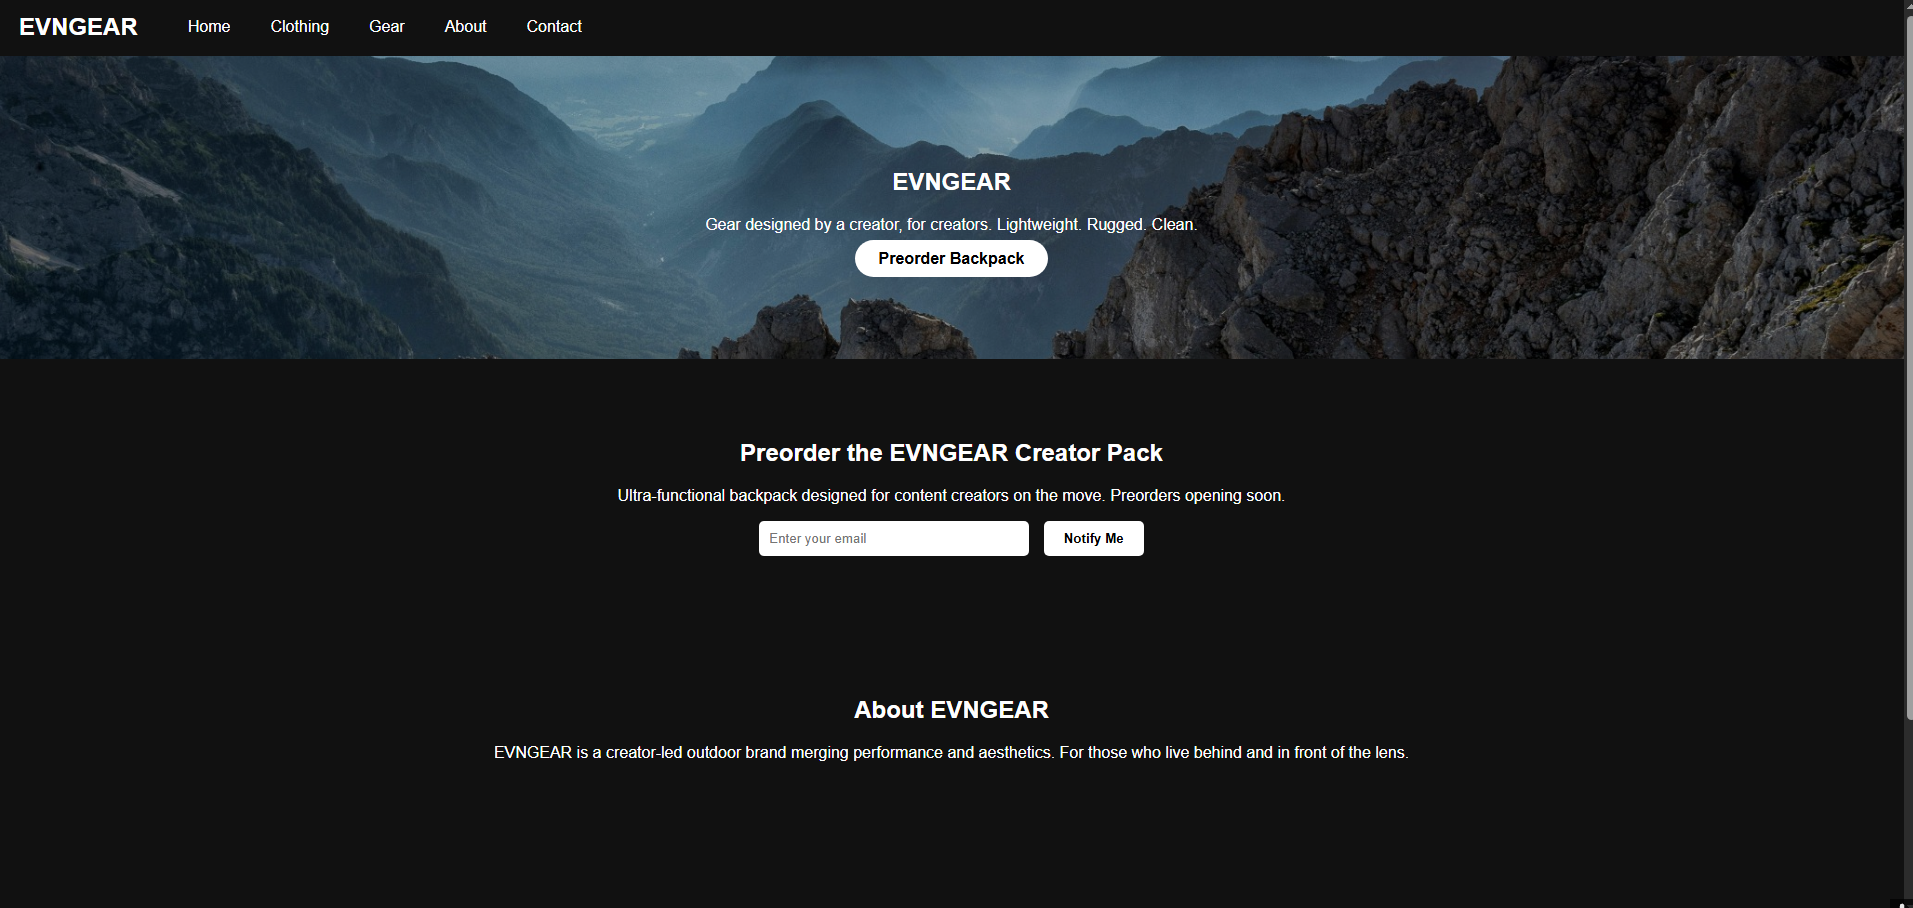 EVNGEAR Home Clothing Gear About Contact
EVNGEAR
Gear designed by a creator, for creators. Lightweight. Rugged. Clean.
Preorder Backpack
Preorder the EVNGEAR Creator Pack
Ultra-functional backpack designed for content creators on the move. Preorders opening soon.
Enter your email Notify Me
About EVNGEAR
EVNGEAR is a creator-led outdoor brand merging performance and aesthetics. For those who live behind and in front of the lens.